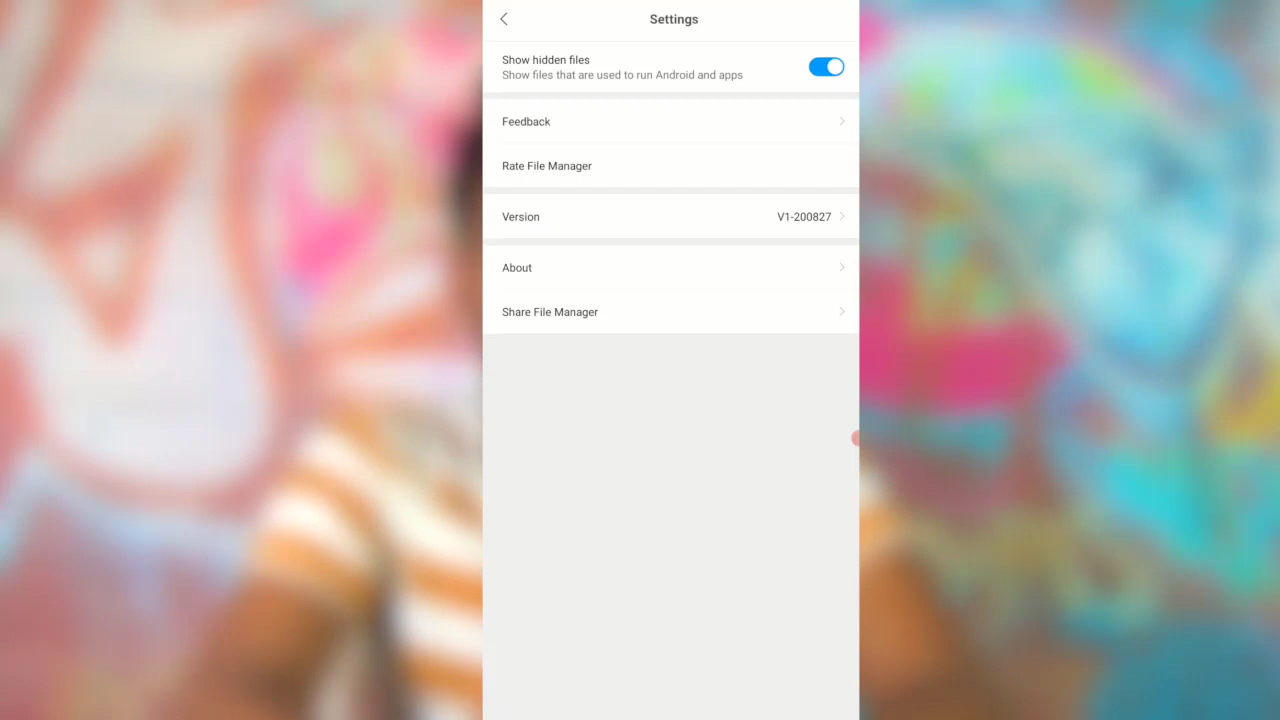 Settings
Show hidden files
Show files that are used to run Android and apps
Feedback
Rate File Manager
Version V1-200827
About
Share File Manager